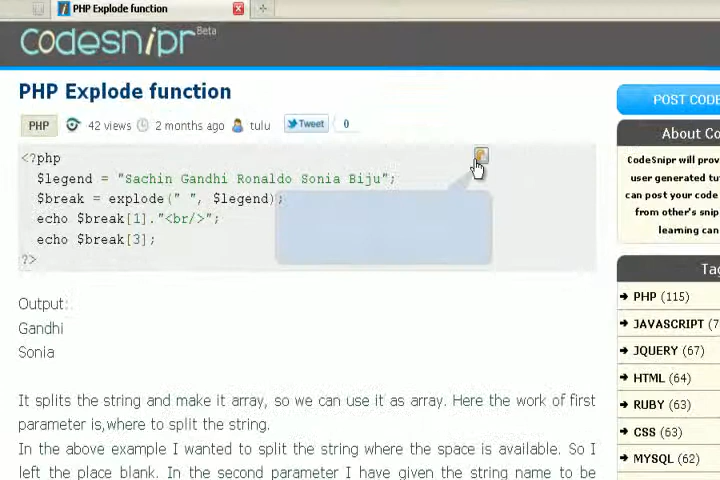 PHP Explode function
Codesnipr Beta
PHP Explode function
PHP 42 views 2 months ago tulu Tweet 0
<?php
$legend = "Sachin Gandhi Ronaldo Sonia Biju";
$break = explode(" ", $legend);
echo $break[1]."<br/>";
echo $break[3];
?>
Output:
Gandhi
Sonia
It splits the string and make it array, so we can use it as array. Here the work of first
parameter is,where to split the string.
In the above example I wanted to split the string where the space is available. So I
left the place blank. In the second parameter I have given the string name to be
POST CODE
About Co
CodeSnipr will prov
user generated tut
can post your code
from other's snip
learning can
Tag
PHP (115)
JAVASCRIPT (7
JQUERY (67)
HTML (64)
RUBY (63)
CSS (63)
MYSQL (62)